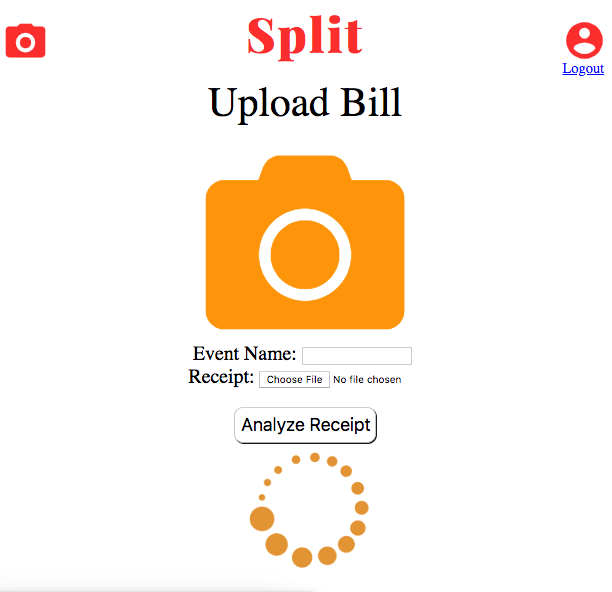 Split
Logout
Upload Bill
Event Name:
Receipt: Choose File No file chosen
Analyze Receipt